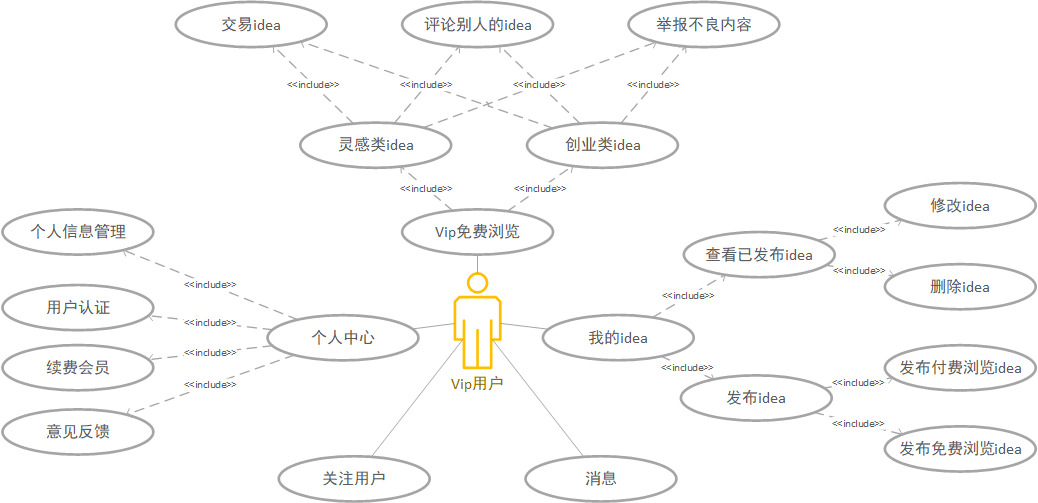 交易idea
评论别人的idea
举报不良内容
<<include>>
<<include>>
<<include>>
<<include>>
<<include>>
灵感类idea
创业类idea
<<include>>
<<include>>
Vip免费浏览
个人信息管理
<<include>>
用户认证
<<include>>
个人中心
续费会员
<<include>>
<<include>>
意见反馈
Vip用户
关注用户
消息
我的idea
<<include>>
查看已发布idea
<<include>>
修改idea
<<include>>
删除idea
<<include>>
发布idea
<<include>>
发布付费浏览idea
<<include>>
发布免费浏览idea